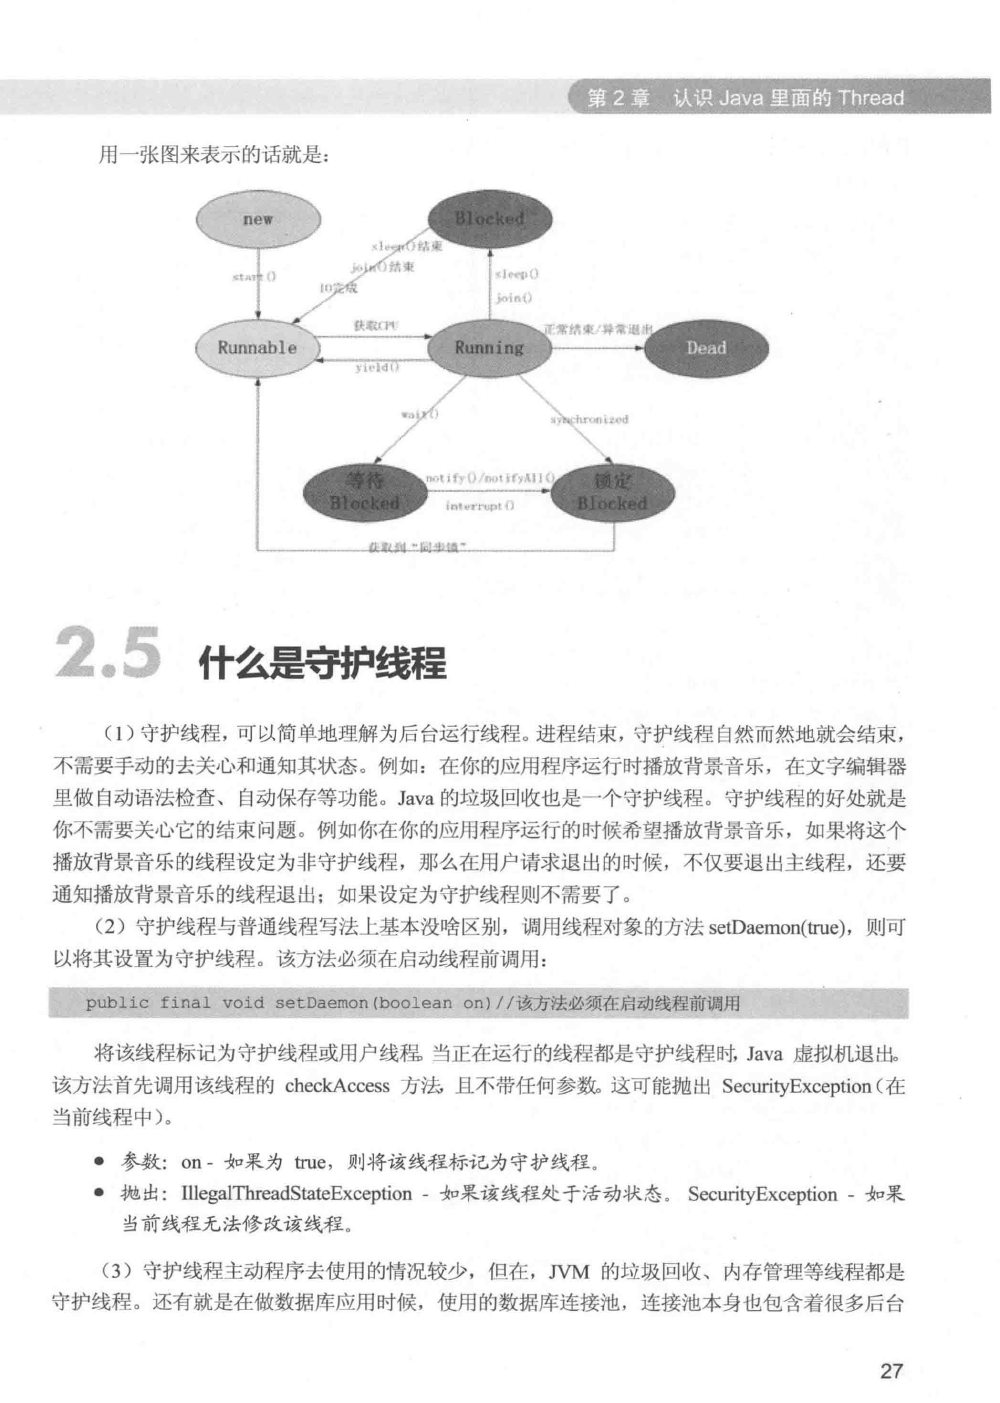 第 2 章 认识 Java 里面的 Thread
用一张图来表示的话就是：
new
Blocked
sleep()结束
join()结束
IO完成
start()
sleep()
join()
获取CPU
正常结束/异常退出
Runnable
Running
Dead
yield()
wait()
synchronized
等待
Blocked
notify()/notifyAll()
interrupt()
锁定
Blocked
获取到“同步锁”
2.5 什么是守护线程
（1）守护线程，可以简单地理解为后台运行线程。进程结束，守护线程自然而然地就会结束，
不需要手动的去关心和通知其状态。例如：在你的应用程序运行时播放背景音乐，在文字编辑器
里做自动语法检查、自动保存等功能。Java 的垃圾回收也是一个守护线程。守护线程的好处就是
你不需要关心它的结束问题。例如你在你的应用程序运行的时候希望播放背景音乐，如果将这个
播放背景音乐的线程设定为非守护线程，那么在用户请求退出的时候，不仅要退出主线程，还要
通知播放背景音乐的线程退出；如果设定为守护线程则不需要了。
（2）守护线程与普通线程写法上基本没啥区别，调用线程对象的方法 setDaemon(true)，则可
以将其设置为守护线程。该方法必须在启动线程前调用：
public final void setDaemon(boolean on)//该方法必须在启动线程前调用
将该线程标记为守护线程或用户线程。当正在运行的线程都是守护线程时，Java 虚拟机退出。
该方法首先调用该线程的 checkAccess 方法，且不带任何参数。这可能抛出 SecurityException（在
当前线程中）。
● 参数：on - 如果为 true，则将该线程标记为守护线程。
● 抛出：IllegalThreadStateException - 如果该线程处于活动状态。 SecurityException - 如果
当前线程无法修改该线程。
（3）守护线程主动程序去使用的情况较少，但在，JVM 的垃圾回收、内存管理等线程都是
守护线程。还有就是在做数据库应用时候，使用的数据库连接池，连接池本身也包含着很多后台
27